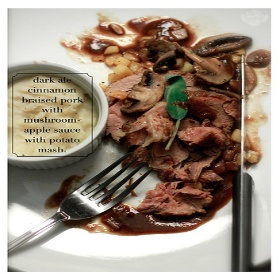 dark ale
cinnamon
braised pork
with
mushroom-
apple sauce
with potato
mash.